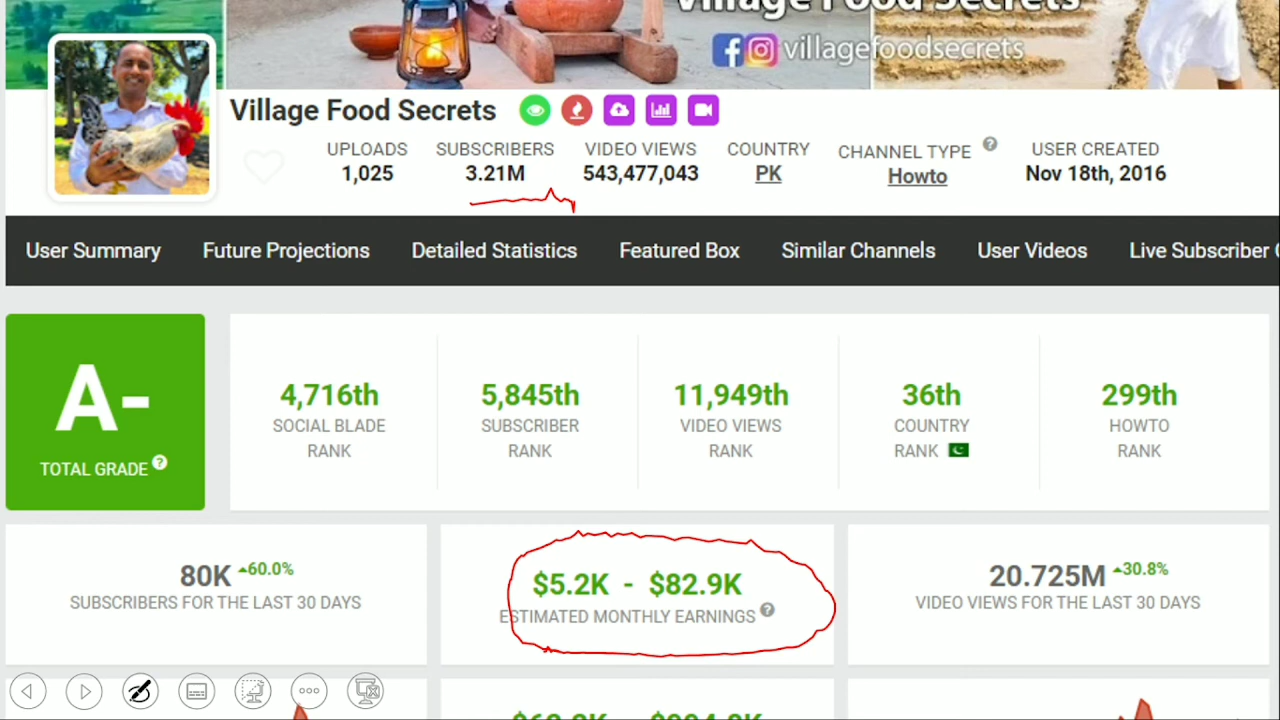 Village Food Secrets
villagefoodsecrets
Village Food Secrets
UPLOADS
1,025
SUBSCRIBERS
3.21M
VIDEO VIEWS
543,477,043
COUNTRY
PK
CHANNEL TYPE ?
Howto
USER CREATED
Nov 18th, 2016
User Summary
Future Projections
Detailed Statistics
Featured Box
Similar Channels
User Videos
Live Subscriber
A-
TOTAL GRADE ?
4,716th
SOCIAL BLADE
RANK
5,845th
SUBSCRIBER
RANK
11,949th
VIDEO VIEWS
RANK
36th
COUNTRY
RANK
299th
HOWTO
RANK
80K 60.0%
SUBSCRIBERS FOR THE LAST 30 DAYS
$5.2K - $82.9K
ESTIMATED MONTHLY EARNINGS ?
20.725M 30.8%
VIDEO VIEWS FOR THE LAST 30 DAYS